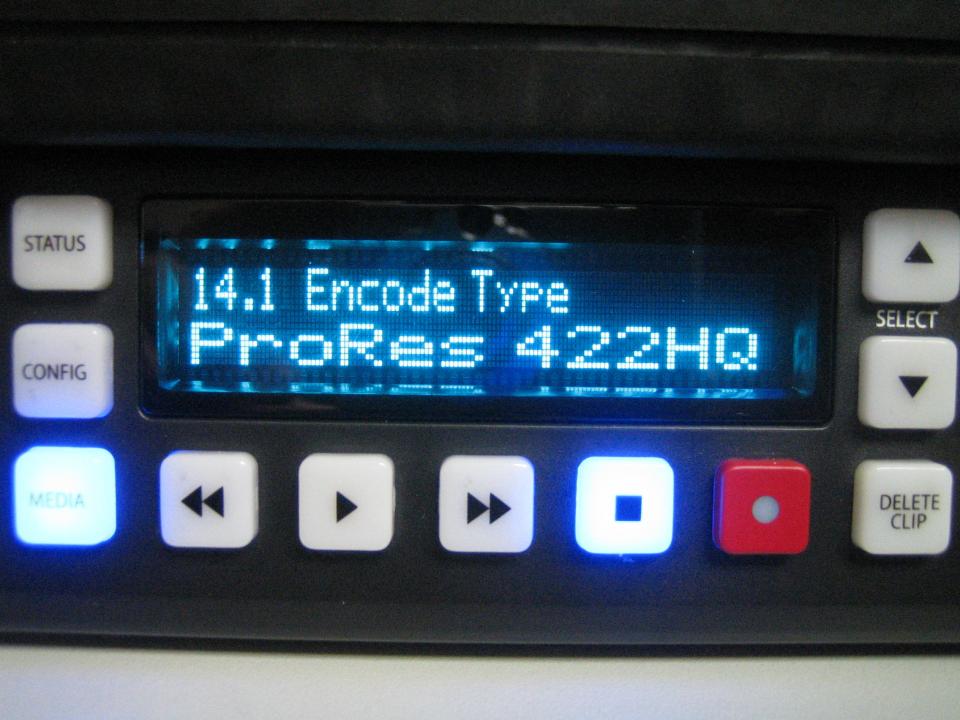 STATUS
14.1 Encode Type
ProRes 422HQ
SELECT
CONFIG
MEDIA
DELETE
CLIP